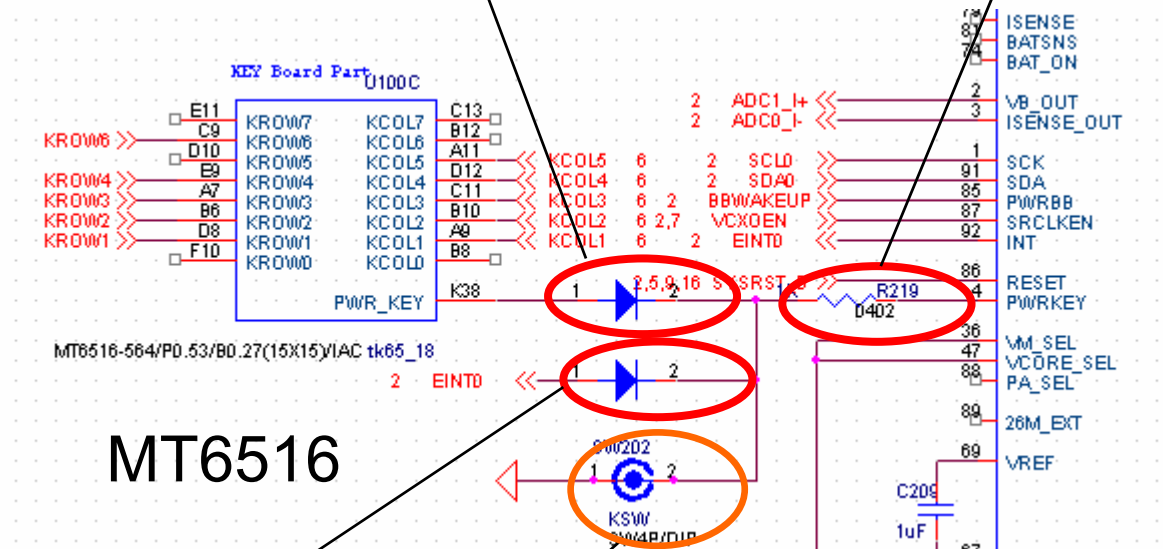 KEY Board Part
U100C
E11 KROW7 KCOL7 C13
KROW6 C9 KROW6 KCOL6 B12
D10 KROW5 KCOL5 A11 KCOL5 6
KROW4 E9 KROW4 KCOL4 D12 KCOL4 6
KROW3 A7 KROW3 KCOL3 C11 KCOL3 6
KROW2 B6 KROW2 KCOL2 B10 KCOL2 6
KROW1 D8 KROW1 KCOL1 A9 KCOL1 6
F10 KROW0 KCOL0 B8
PWR_KEY K38
MT6516-564/P0.53/B0.27(15X15)/IAC tk65_18
2 EINT0
MT6516
1 2
1 2
SW202
1 2
KSW
ISENSE
BATSNS
BAT_ON
2 ADC1_I+ 2 VB_OUT
2 ADC0_I- 3 ISENSE_OUT
2 SCL0 1 SCK
2 SDA0 91 SDA
2 BBWAKEUP 85 PWRBB
2,7 VCXOEN 87 SRCLKEN
2 EINT0 92 INT
2,5,9,16 86 RESET
R219 4 PWRKEY
0402
36 VM_SEL
47 VCORE_SEL
88 PA_SEL
89 26M_EXT
69 VREF
C209
1uF